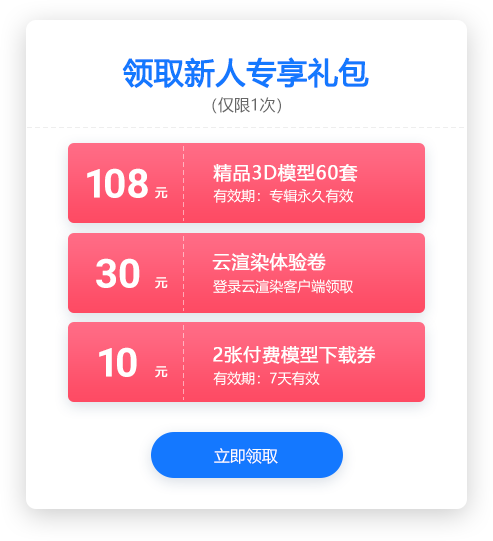 领取新人专享礼包
（仅限1次）
108 元
精品3D模型60套
有效期：专辑永久有效
30 元
云渲染体验卷
登录云渲染客户端领取
10 元
2张付费模型下载券
有效期：7天有效
立即领取